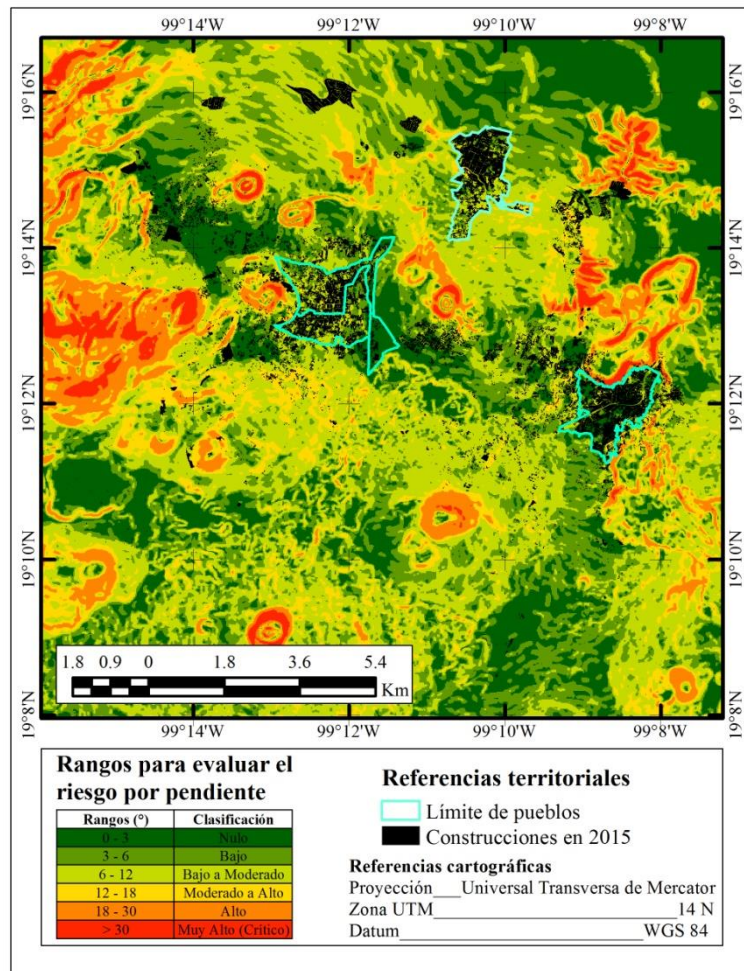 99°14'W 99°12'W 99°10'W 99°8'W
19°16'N 19°16'N
19°14'N 19°14'N
19°12'N 19°12'N
19°10'N 19°10'N
19°8'N 19°8'N
1.8 0.9 0 1.8 3.6 5.4
Km
99°14'W 99°12'W 99°10'W 99°8'W
Rangos para evaluar el
riesgo por pendiente
Rangos (°) Clasificación
0 - 3 Nulo
3 - 6 Bajo
6 - 12 Bajo a Moderado
12 - 18 Moderado a Alto
18 - 30 Alto
> 30 Muy Alto (Crítico)
Referencias territoriales
Límite de pueblos
Construcciones en 2015
Referencias cartográficas
Proyección___Universal Transversa de Mercator
Zona UTM______________________14 N
Datum_________________________WGS 84